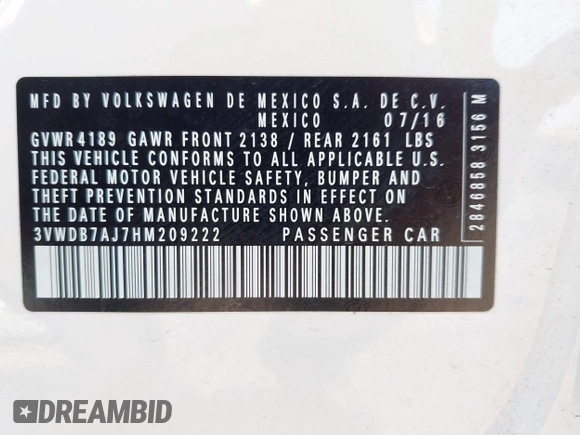 MFD BY VOLKSWAGEN DE MEXICO S.A. DE C.V.
MEXICO 07/16
GVWR 4189 GAWR FRONT 2138 / REAR 2161 LBS
THIS VEHICLE CONFORMS TO ALL APPLICABLE U.S.
FEDERAL MOTOR VEHICLE SAFETY, BUMPER AND
THEFT PREVENTION STANDARDS IN EFFECT ON
THE DATE OF MANUFACTURE SHOWN ABOVE.
3VWDB7AJ7HM209222 PASSENGER CAR
2846858 3156 M
DREAMBID